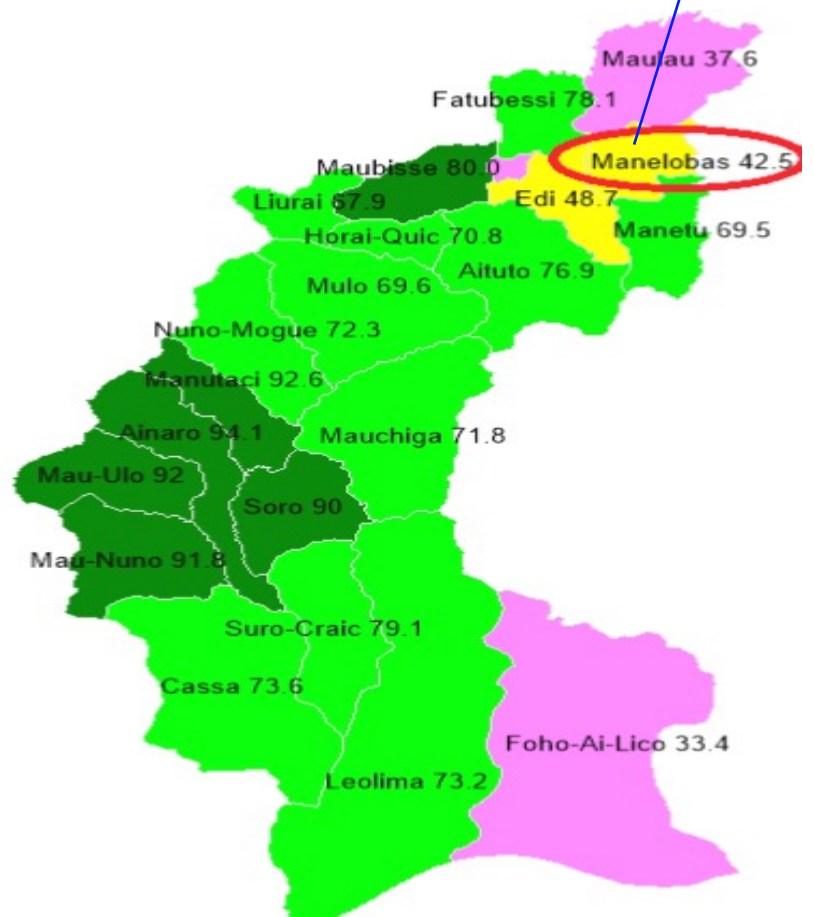 Maulau 37.6
Fatubessi 78.1
Manelobas 42.5
Maubisse 80.0
Liurai 67.9
Edi 48.7
Manetu 69.5
Horai-Quic 70.8
Aituto 76.9
Mulo 69.6
Nuno-Mogue 72.3
Manutaci 92.6
Ainaro 94.1
Mauchiga 71.8
Mau-Ulo 92
Soro 90
Mau-Nuno 91.8
Suro-Craic 79.1
Cassa 73.6
Foho-Ai-Lico 33.4
Leolima 73.2